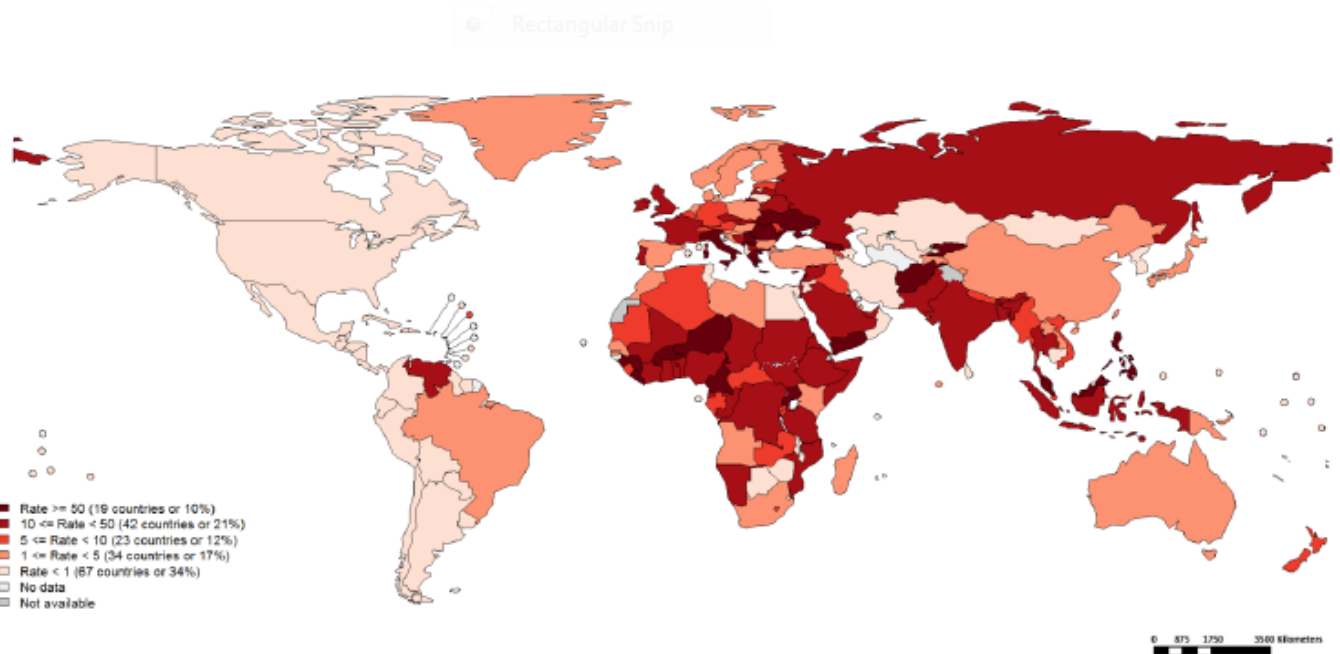 Rectangular Snip
Rate >= 50 (19 countries or 10%)
10 <= Rate < 50 (42 countries or 21%)
5 <= Rate < 10 (23 countries or 12%)
1 <= Rate < 5 (34 countries or 17%)
Rate < 1 (67 countries or 34%)
No data
Not available
0 875 1750 3500 Kilometers